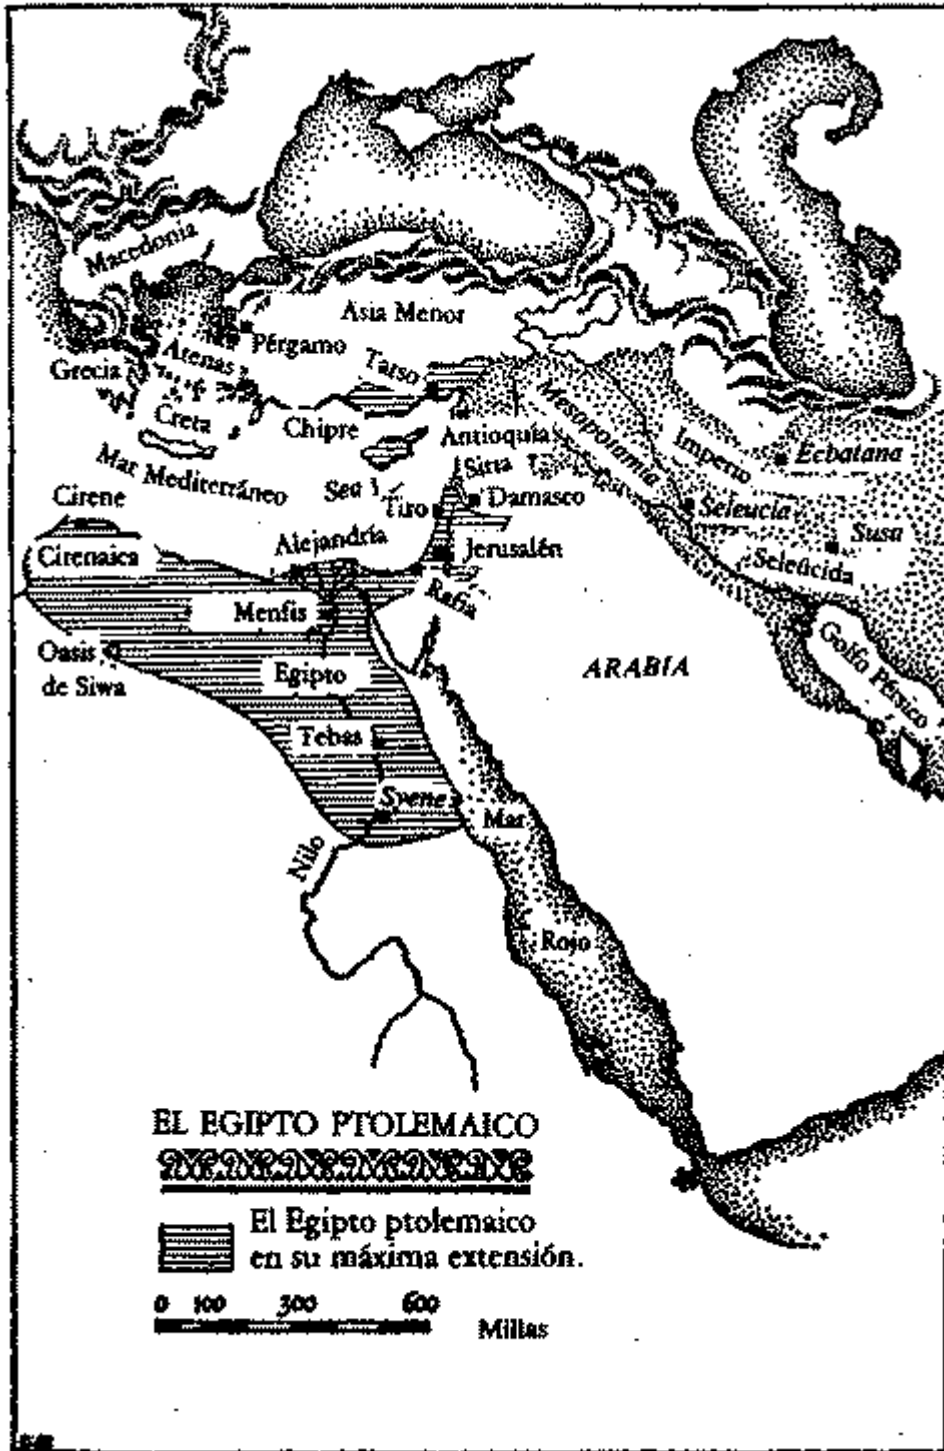 Macedonia
Asia Menor
Pérgamo
Atenas
Grecia
Tarso
Creta
Chipre
Mesopotamia
Antioquía
Imperio
Ecbatana
Mar Mediterráneo
Siria
Cirene
Tiro
Damasco
Seleucia
Susa
Cirenaica
Alejandría
Jerusalén
Seleúcida
Rafia
Menfis
Oasis
de Siwa
Egipto
ARABIA
Golfo Pérsico
Tebas
Syene
Mar
Nilo
Rojo
EL EGIPTO PTOLEMAICO
El Egipto ptolemaico
en su máxima extensión.
0 100 300 600
Millas